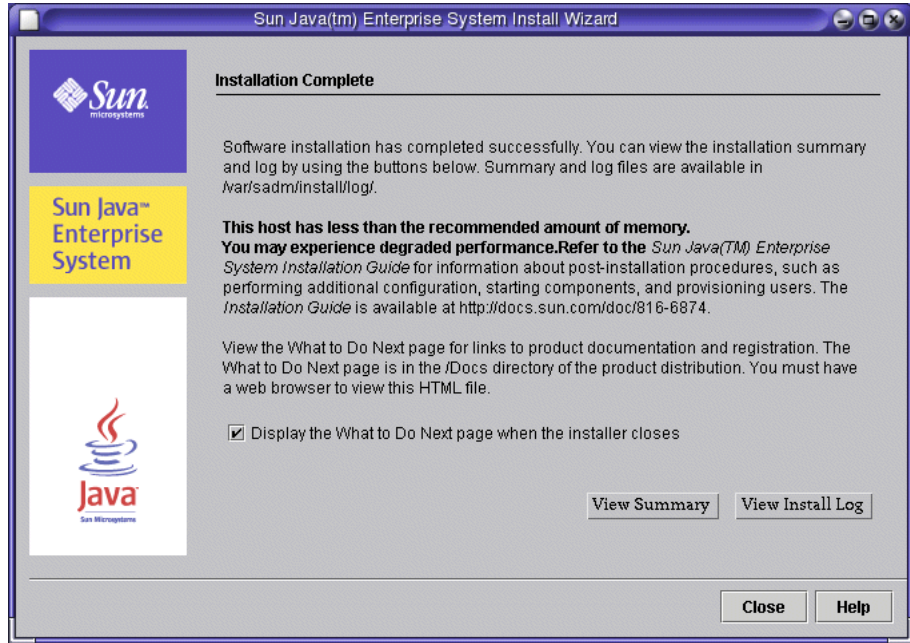 Sun Java(tm) Enterprise System Install Wizard
Sun
microsystems
Sun Java™
Enterprise
System
Java
Sun Microsystems
Installation Complete
Software installation has completed successfully. You can view the installation summary
and log by using the buttons below. Summary and log files are available in
/var/sadm/install/log/.
This host has less than the recommended amount of memory.
You may experience degraded performance.Refer to the Sun Java(TM) Enterprise
System Installation Guide for information about post-installation procedures, such as
performing additional configuration, starting components, and provisioning users. The
Installation Guide is available at http://docs.sun.com/doc/816-6874.
View the What to Do Next page for links to product documentation and registration. The
What to Do Next page is in the /Docs directory of the product distribution. You must have
a web browser to view this HTML file.
Display the What to Do Next page when the installer closes
View Summary View Install Log
Close Help